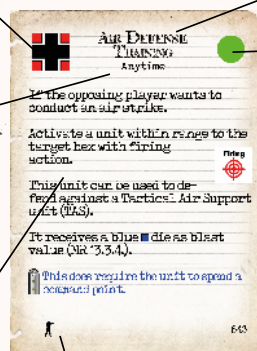 AIR DEFENSE
TRAINING
Anytime
If the opposing player wants to
conduct an air strike.
Activate a unit within range to the
target hex with firing
action.
Firing
This unit can be used to de-
fend against a Tactical Air Support
unit (TAS).
It receives a blue die as blast
value (MR 13.3.4.).
This does require the unit to spend a
command point.